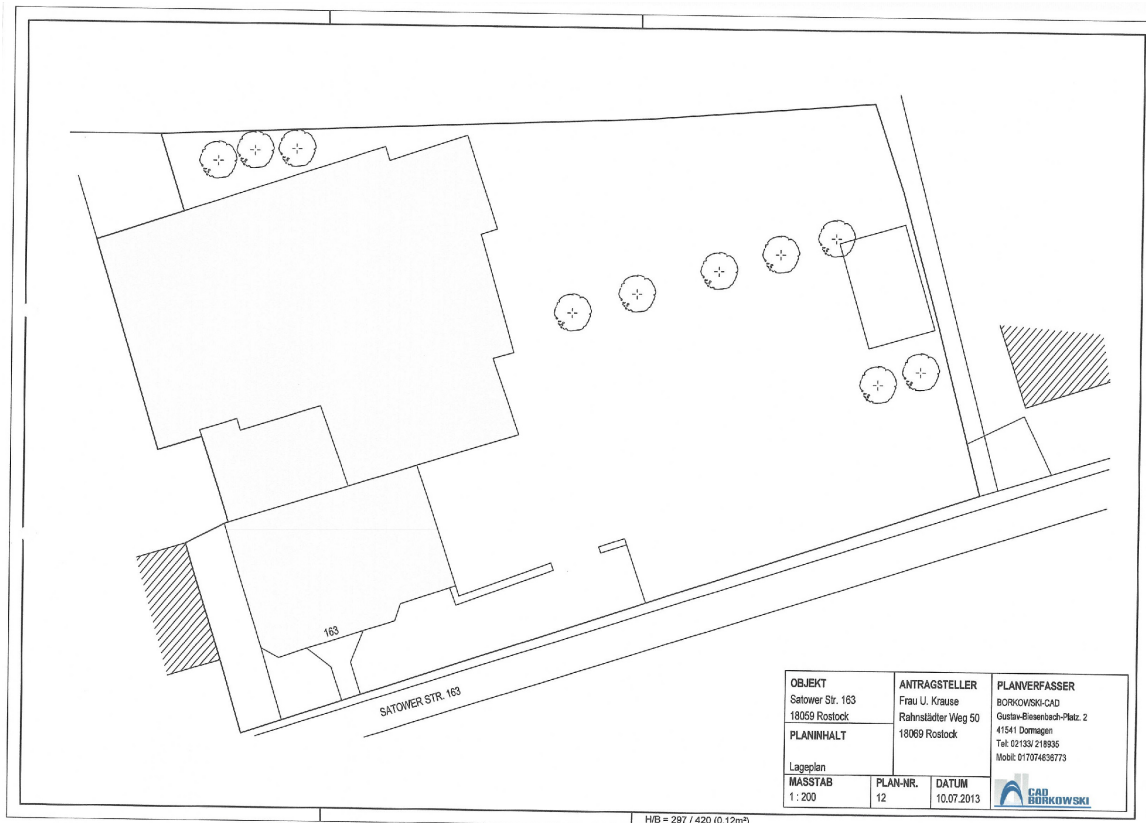 163
SATOWER STR. 163
OBJEKT
Satower Str. 163
18059 Rostock
PLANINHALT
Lageplan
MASSTAB
1 : 200
ANTRAGSTELLER
Frau U. Krause
Rahnstädter Weg 50
18069 Rostock
PLAN-NR.
12
DATUM
10.07.2013
PLANVERFASSER
BORKOWSKI-CAD
Gustav-Biesenbach-Platz. 2
41541 Dormagen
Tel: 02133/ 218935
Mobil: 017074636773
CAD
BORKOWSKI
H/B = 297 / 420 (0.12m²)